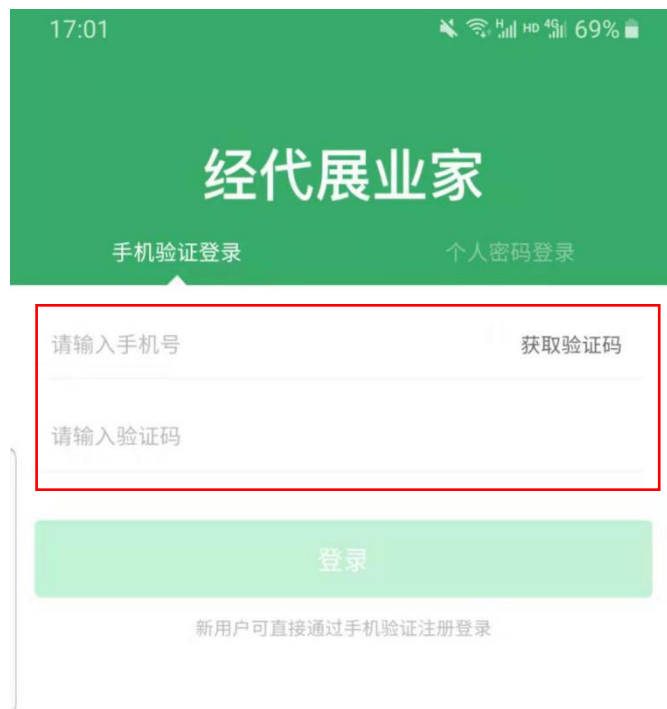 17:01 HD 4G 69%
经代展业家
手机验证登录 个人密码登录
请输入手机号 获取验证码
请输入验证码
登录
新用户可直接通过手机验证注册登录